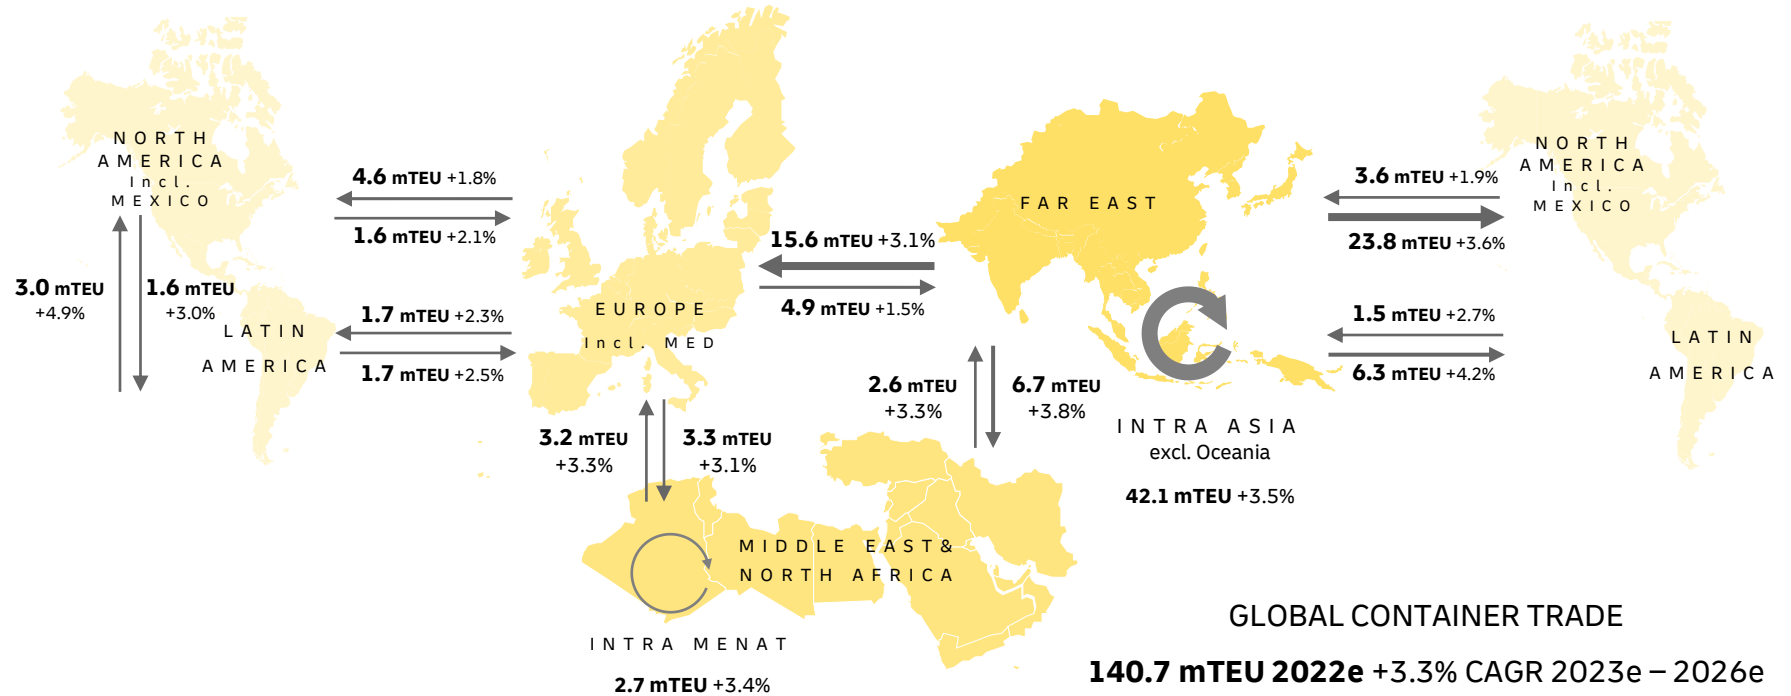 NORTH
AMERICA
Incl.
MEXICO
3.0 mTEU
+4.9%
1.6 mTEU
+3.0%
LATIN
AMERICA
4.6 mTEU +1.8%
1.6 mTEU +2.1%
1.7 mTEU +2.3%
1.7 mTEU +2.5%
EUROPE
Incl. MED
15.6 mTEU +3.1%
4.9 mTEU +1.5%
3.2 mTEU
+3.3%
3.3 mTEU
+3.1%
MIDDLE EAST&
NORTH AFRICA
INTRA MENAT
2.7 mTEU +3.4%
FAR EAST
2.6 mTEU
+3.3%
6.7 mTEU
+3.8%
INTRA ASIA
excl. Oceania
42.1 mTEU +3.5%
3.6 mTEU +1.9%
23.8 mTEU +3.6%
1.5 mTEU +2.7%
6.3 mTEU +4.2%
NORTH
AMERICA
Incl.
MEXICO
LATIN
AMERICA
GLOBAL CONTAINER TRADE
140.7 mTEU 2022e +3.3% CAGR 2023e – 2026e